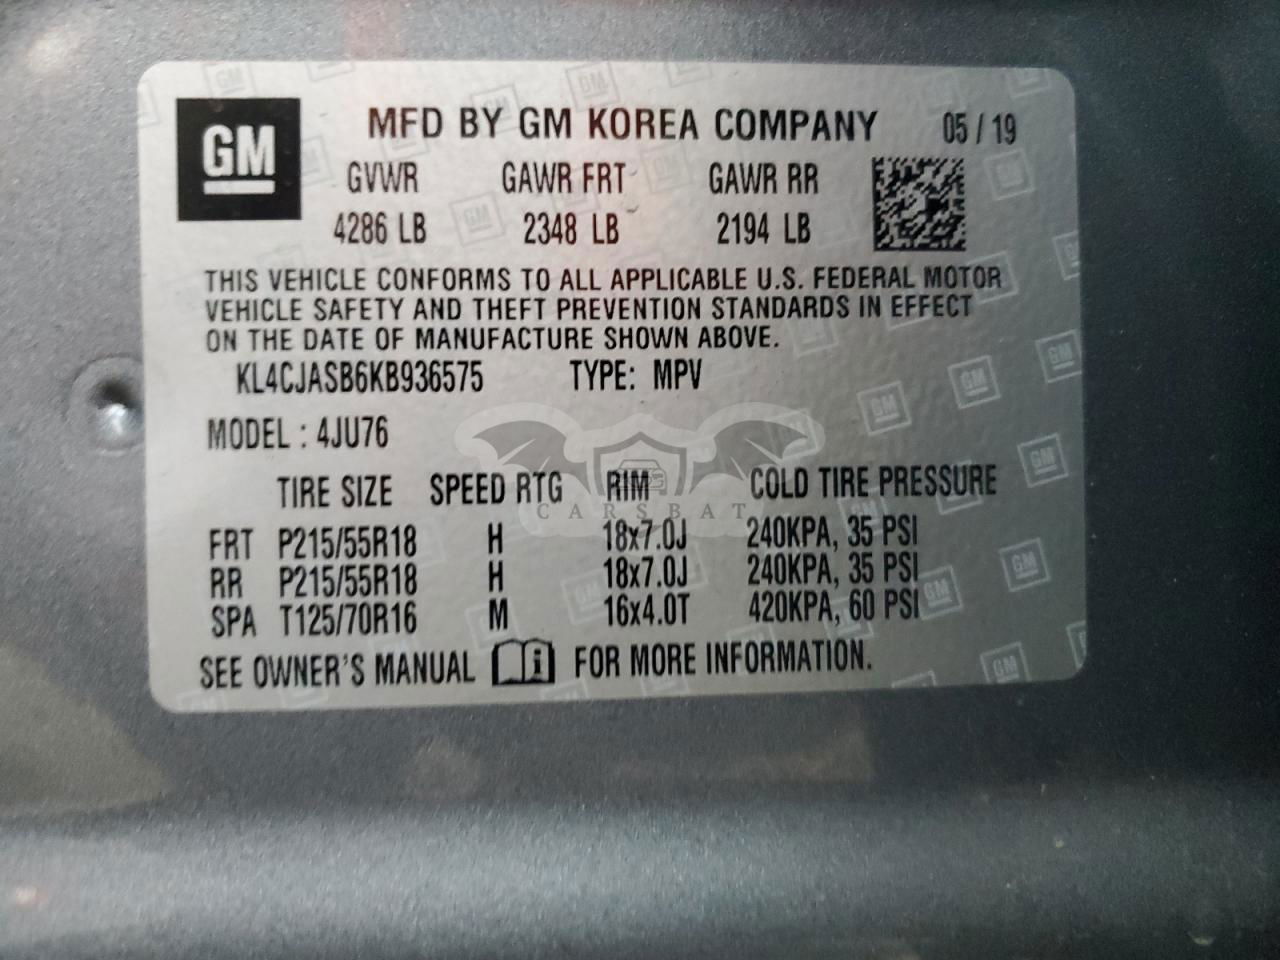 GM MFD BY GM KOREA COMPANY 05 / 19
GVWR GAWR FRT GAWR RR
4286 LB 2348 LB 2194 LB
THIS VEHICLE CONFORMS TO ALL APPLICABLE U.S. FEDERAL MOTOR
VEHICLE SAFETY AND THEFT PREVENTION STANDARDS IN EFFECT
ON THE DATE OF MANUFACTURE SHOWN ABOVE.
KL4CJASB6KB936575 TYPE: MPV
MODEL : 4JU76
TIRE SIZE SPEED RTG RIM COLD TIRE PRESSURE
CARSBAT
FRT P215/55R18 H 18x7.0J 240KPA, 35 PSI
RR P215/55R18 H 18x7.0J 240KPA, 35 PSI
SPA T125/70R16 M 16x4.0T 420KPA, 60 PSI
SEE OWNER'S MANUAL FOR MORE INFORMATION.